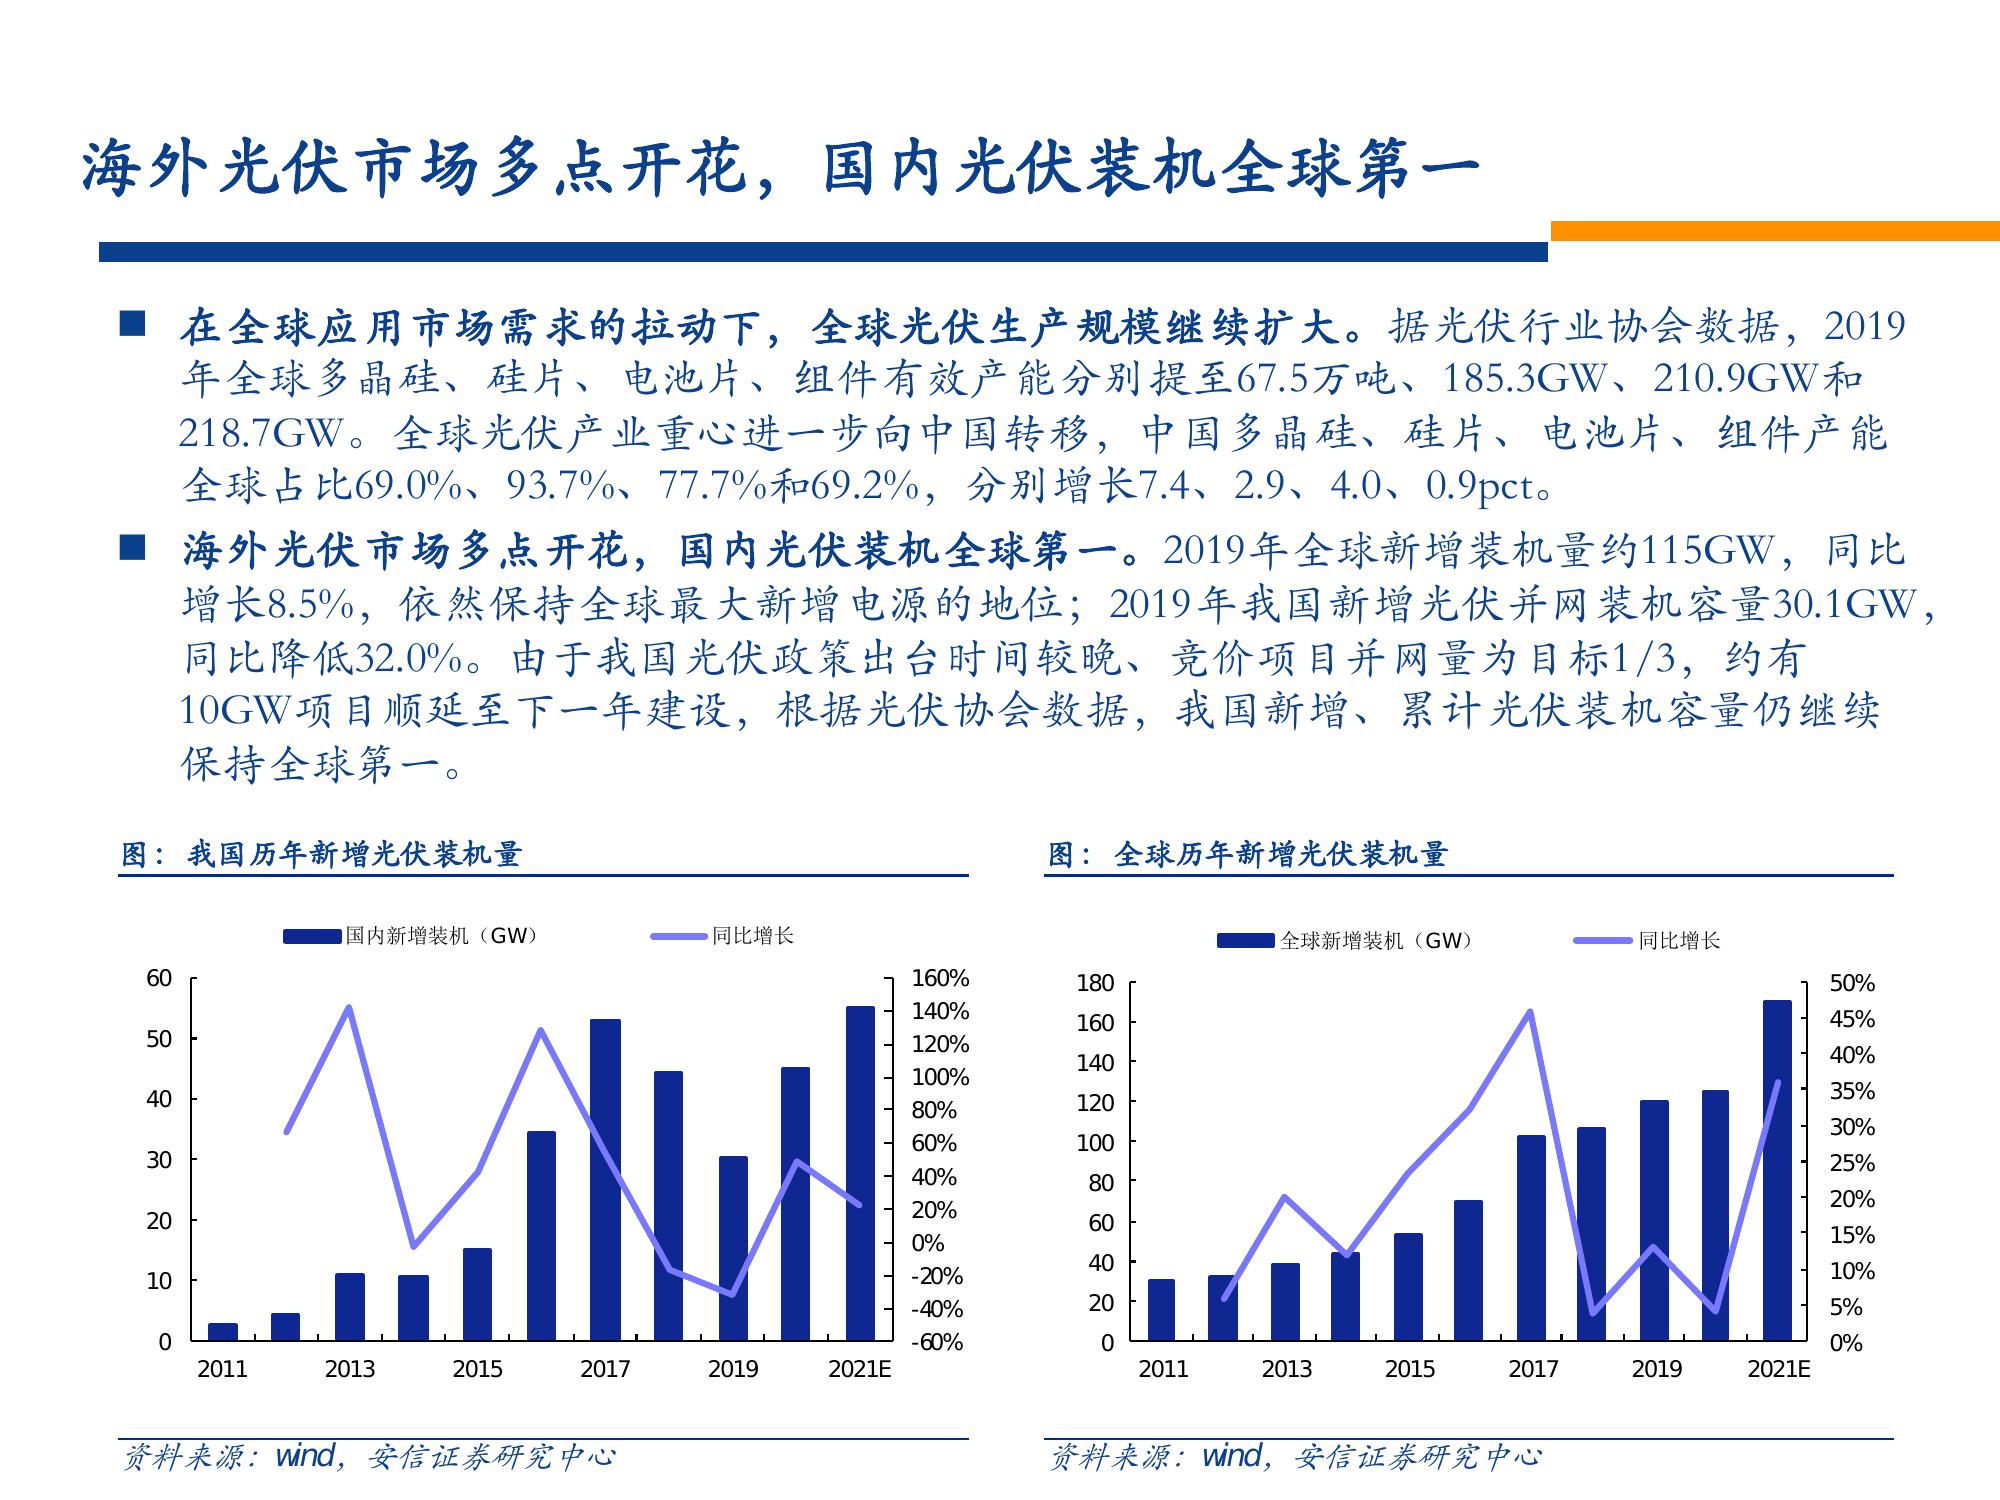 海外光伏市场多点开花，国内光伏装机全球第一
■ 在全球应用市场需求的拉动下，全球光伏生产规模继续扩大。据光伏行业协会数据，2019
年全球多晶硅、硅片、电池片、组件有效产能分别提至67.5万吨、185.3GW、210.9GW和
218.7GW。全球光伏产业重心进一步向中国转移，中国多晶硅、硅片、电池片、组件产能
全球占比69.0%、93.7%、77.7%和69.2%，分别增长7.4、2.9、4.0、0.9pct。
■ 海外光伏市场多点开花，国内光伏装机全球第一。2019年全球新增装机量约115GW，同比
增长8.5%，依然保持全球最大新增电源的地位；2019年我国新增光伏并网装机容量30.1GW，
同比降低32.0%。由于我国光伏政策出台时间较晚、竞价项目并网量为目标1/3，约有
10GW项目顺延至下一年建设，根据光伏协会数据，我国新增、累计光伏装机容量仍继续
保持全球第一。
图： 我国历年新增光伏装机量
国内新增装机（GW） 同比增长
60
50
40
30
20
10
0
160%
140%
120%
100%
80%
60%
40%
20%
0%
-20%
-40%
-60%
2011 2013 2015 2017 2019 2021E
资料来源：wind，安信证券研究中心
图： 全球历年新增光伏装机量
全球新增装机（GW） 同比增长
180
160
140
120
100
80
60
40
20
0
50%
45%
40%
35%
30%
25%
20%
15%
10%
5%
0%
2011 2013 2015 2017 2019 2021E
资料来源：wind，安信证券研究中心